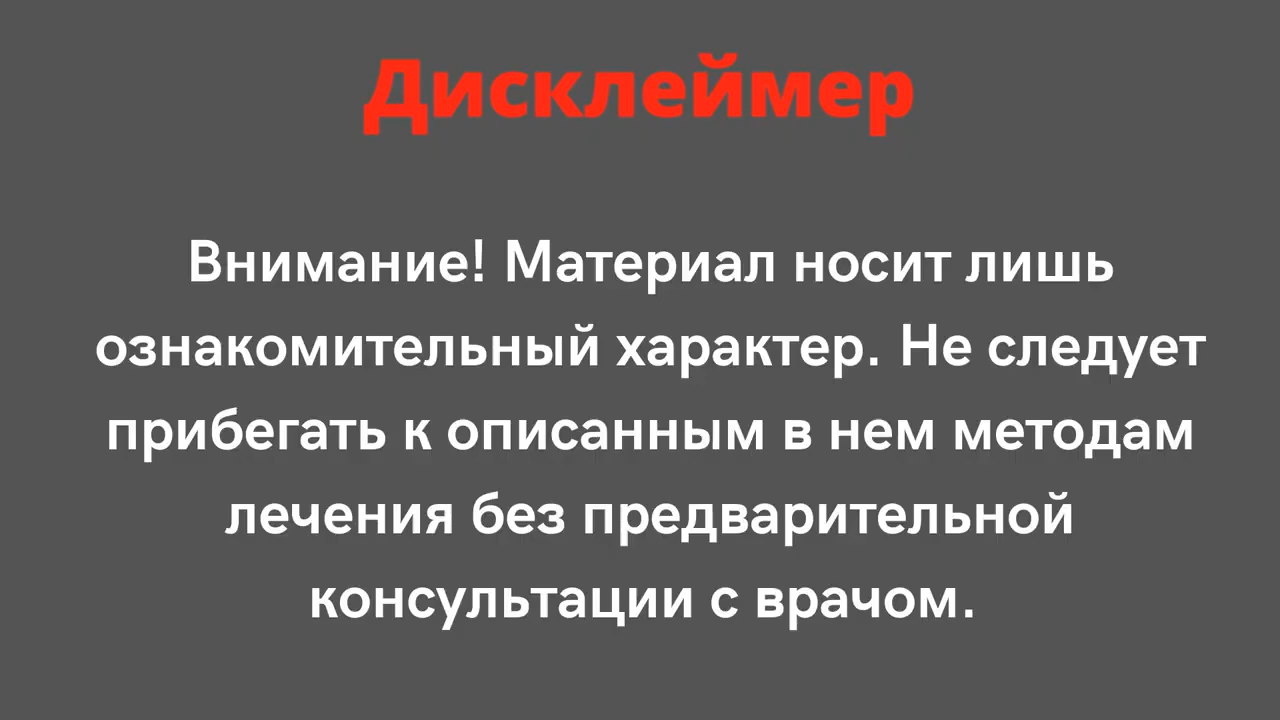 Дисклеймер
Внимание! Материал носит лишь
ознакомительный характер. Не следует
прибегать к описанным в нем методам
лечения без предварительной
консультации с врачом.